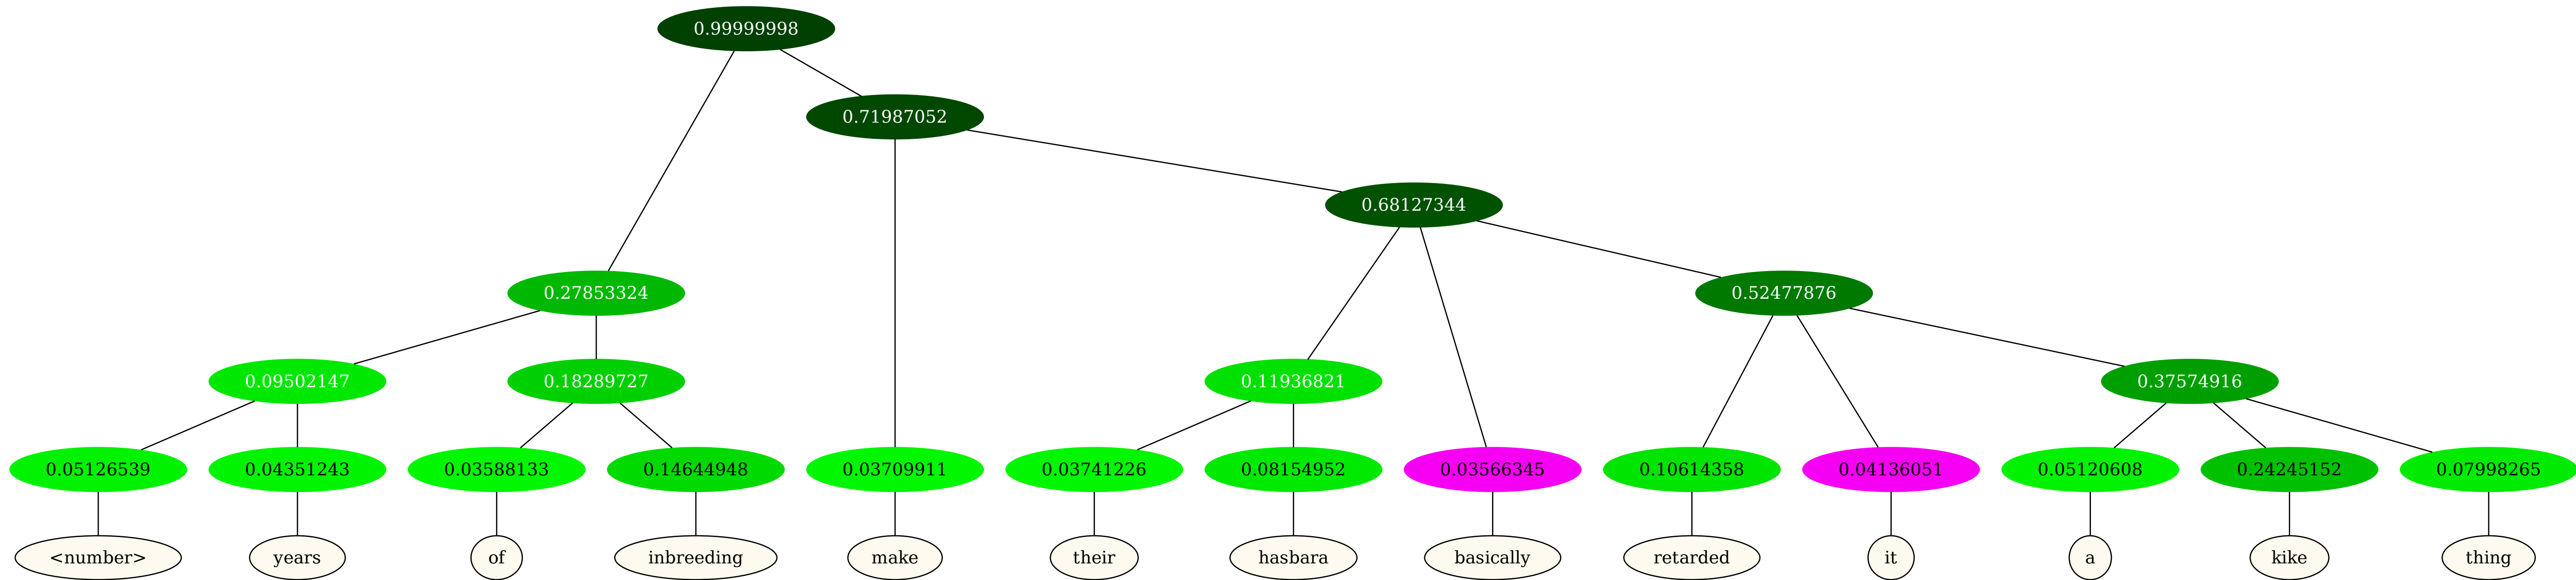 0.99999998
0.71987052
0.68127344
0.27853324 0.52477876
0.09502147 0.18289727 0.11936821 0.37574916
0.05126539 0.04351243 0.03588133 0.14644948 0.03709911 0.03741226 0.08154952 0.03566345 0.10614358 0.04136051 0.05120608 0.24245152 0.07998265
<number> years of inbreeding make their hasbara basically retarded it a kike thing